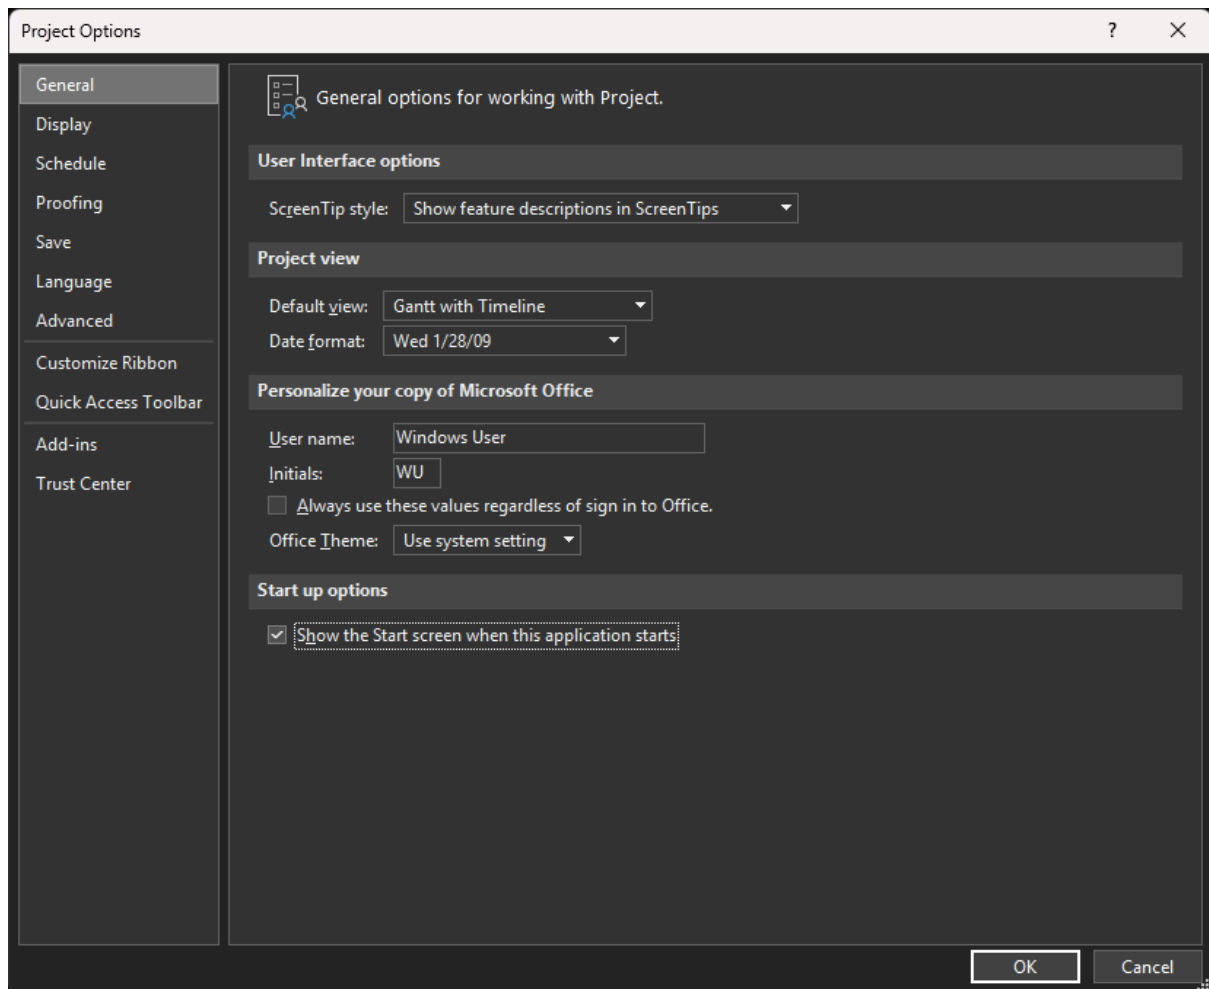 Project Options
?
General
Display
Schedule
Proofing
Save
Language
Advanced
Customize Ribbon
Quick Access Toolbar
Add-ins
Trust Center
General options for working with Project.
User Interface options
ScreenTip style: Show feature descriptions in ScreenTips
Project view
Default view: Gantt with Timeline
Date format: Wed 1/28/09
Personalize your copy of Microsoft Office
User name: Windows User
Initials: WU
Always use these values regardless of sign in to Office.
Office Theme: Use system setting
Start up options
Show the Start screen when this application starts
OK Cancel